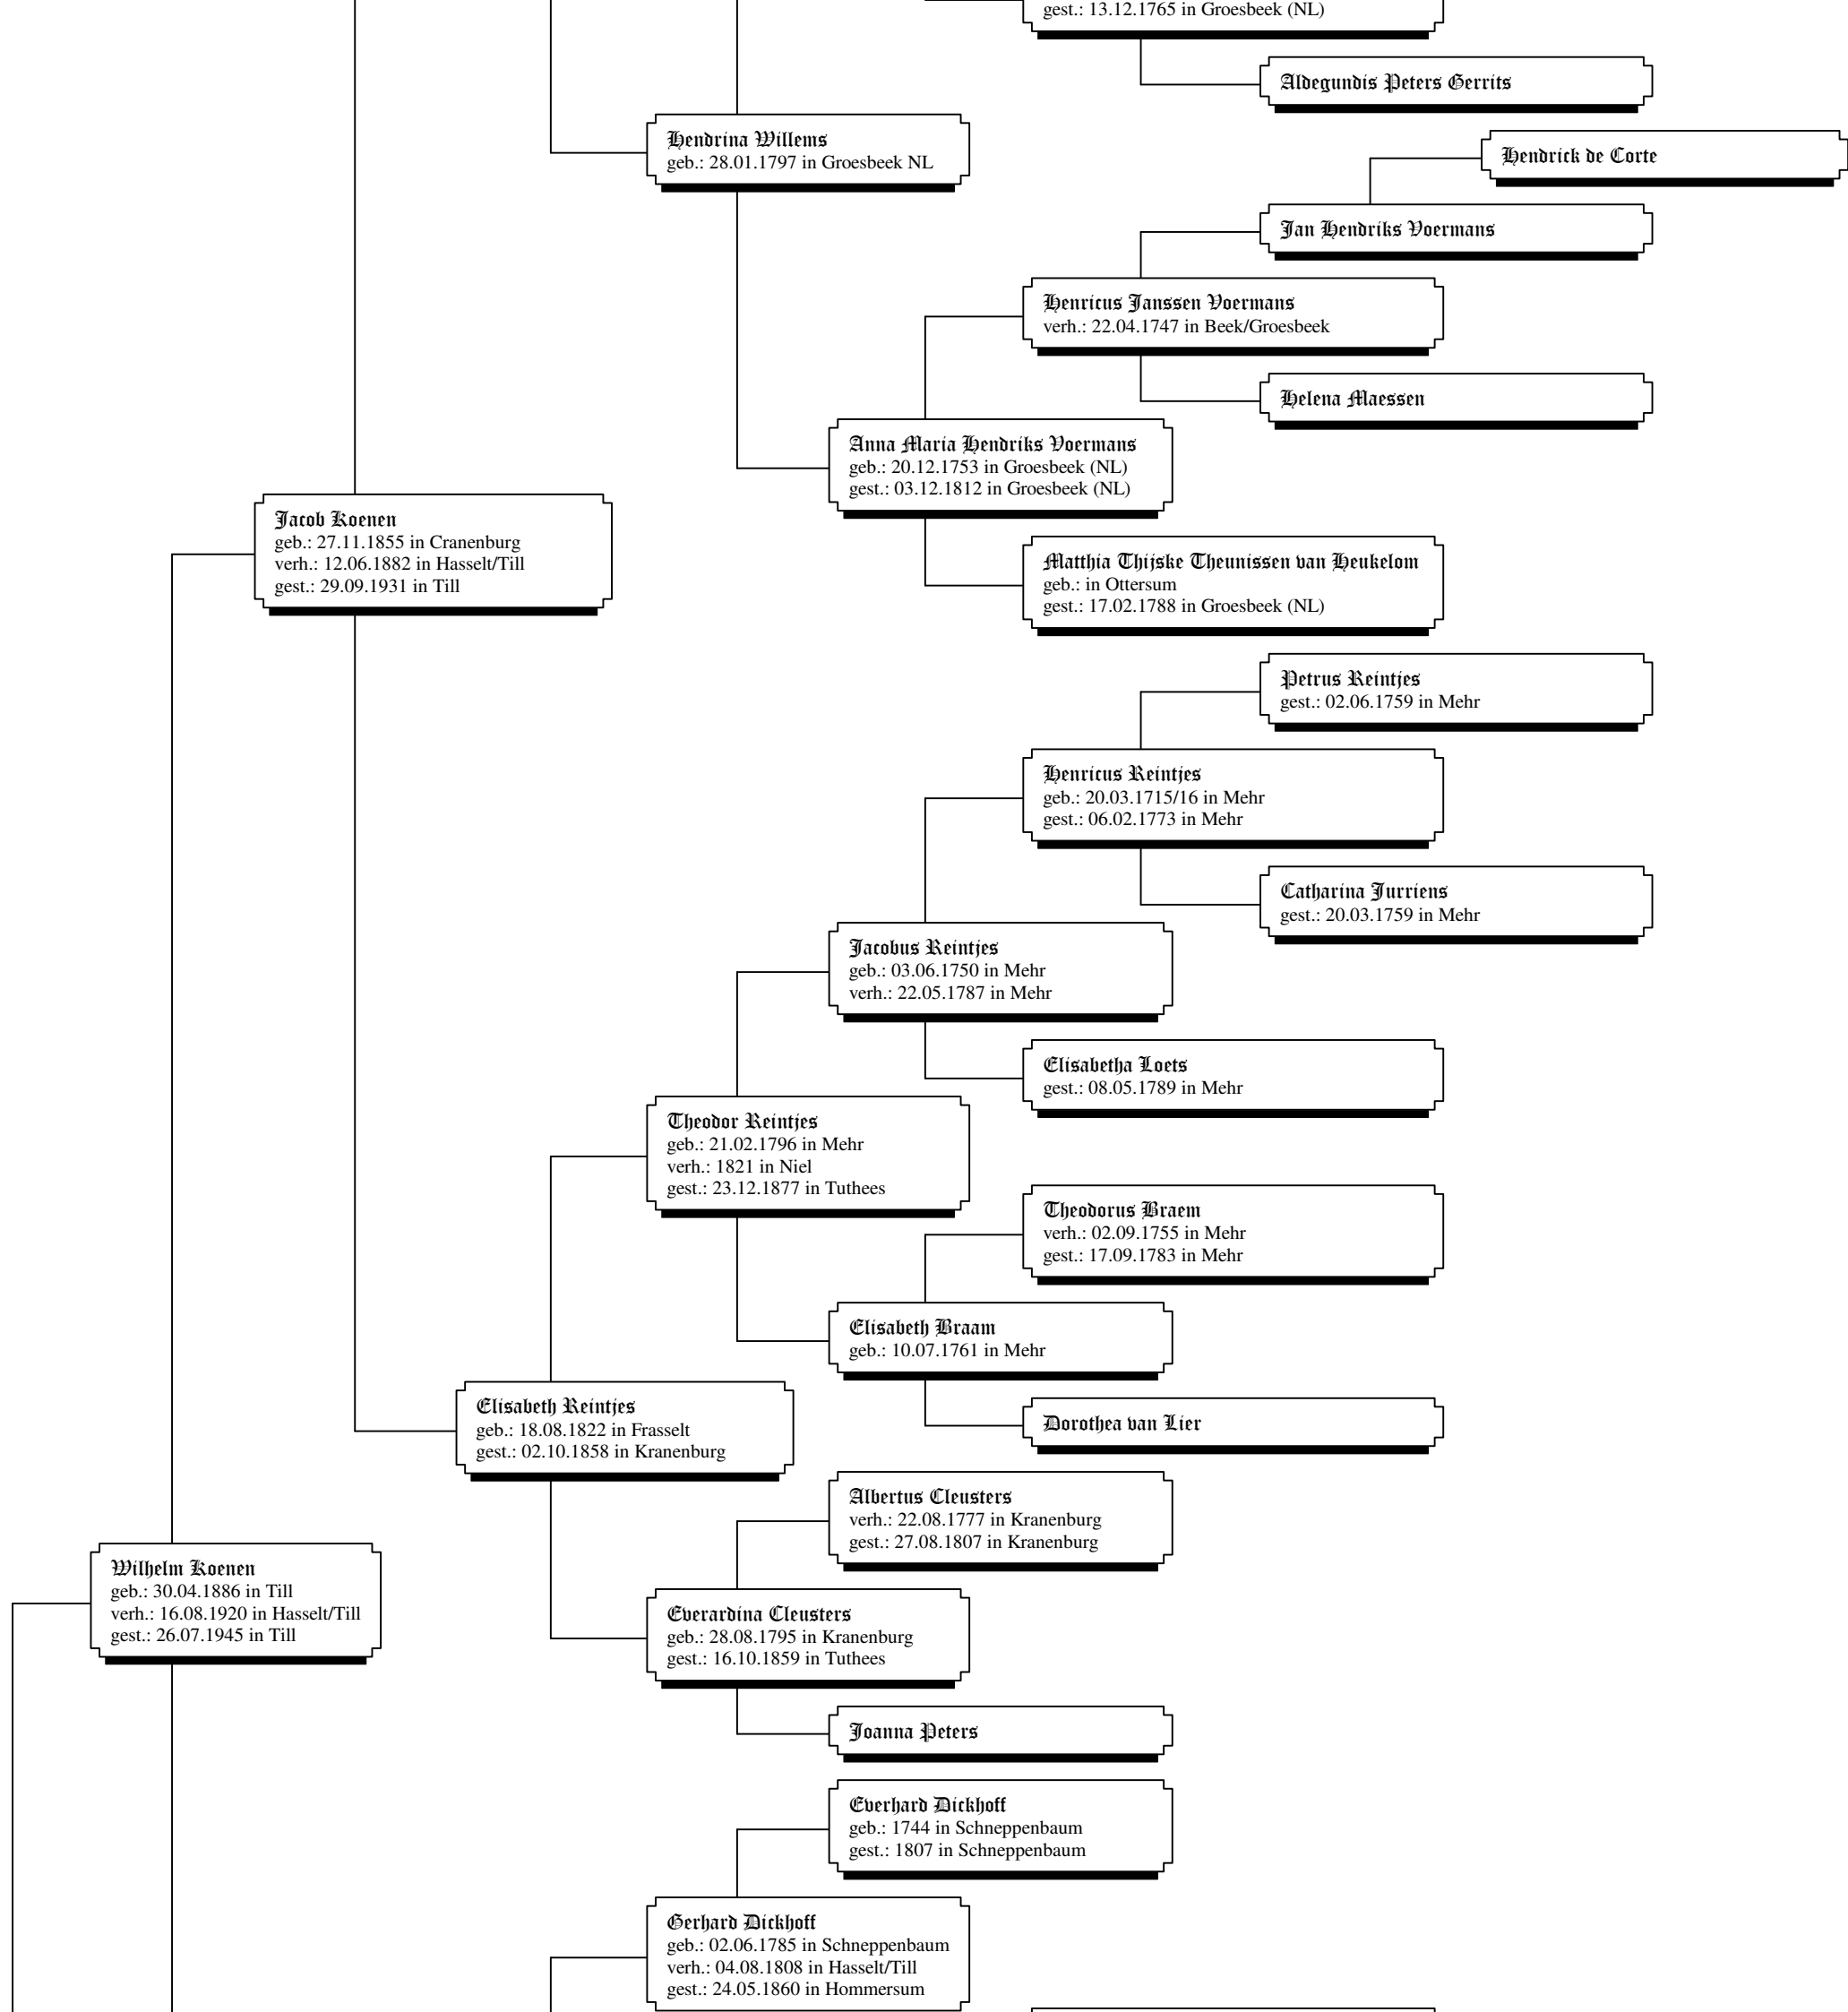 gest.: 13.12.1765 in Groesbeek (NL)
Aldegundis Peters Gerrits
Hendrina Willems
geb.: 28.01.1797 in Groesbeek NL
Hendrick de Corte
Jan Hendriks Voermans
Henricus Janssen Voermans
verh.: 22.04.1747 in Beek/Groesbeek
Helena Maessen
Anna Maria Hendriks Voermans
geb.: 20.12.1753 in Groesbeek (NL)
gest.: 03.12.1812 in Groesbeek (NL)
Jacob Koenen
geb.: 27.11.1855 in Cranenburg
verh.: 12.06.1882 in Hasselt/Till
gest.: 29.09.1931 in Till
Matthia Thijske Theunissen van Heukelom
geb.: in Ottersum
gest.: 17.02.1788 in Groesbeek (NL)
Petrus Reintjes
gest.: 02.06.1759 in Mehr
Henricus Reintjes
geb.: 20.03.1715/16 in Mehr
gest.: 06.02.1773 in Mehr
Catharina Jurriens
gest.: 20.03.1759 in Mehr
Jacobus Reintjes
geb.: 03.06.1750 in Mehr
verh.: 22.05.1787 in Mehr
Elisabetha Loets
gest.: 08.05.1789 in Mehr
Theodor Reintjes
geb.: 21.02.1796 in Mehr
verh.: 1821 in Niel
gest.: 23.12.1877 in Tuthees
Theodorus Braem
verh.: 02.09.1755 in Mehr
gest.: 17.09.1783 in Mehr
Elisabeth Braam
geb.: 10.07.1761 in Mehr
Elisabeth Reintjes
geb.: 18.08.1822 in Frasselt
gest.: 02.10.1858 in Kranenburg
Dorothea van Lier
Albertus Cleusters
verh.: 22.08.1777 in Kranenburg
gest.: 27.08.1807 in Kranenburg
Wilhelm Koenen
geb.: 30.04.1886 in Till
verh.: 16.08.1920 in Hasselt/Till
gest.: 26.07.1945 in Till
Everardina Cleusters
geb.: 28.08.1795 in Kranenburg
gest.: 16.10.1859 in Tuthees
Joanna Peters
Everhard Dickhoff
geb.: 1744 in Schneppenbaum
gest.: 1807 in Schneppenbaum
Gerhard Dickhoff
geb.: 02.06.1785 in Schneppenbaum
verh.: 04.08.1808 in Hasselt/Till
gest.: 24.05.1860 in Hommersum